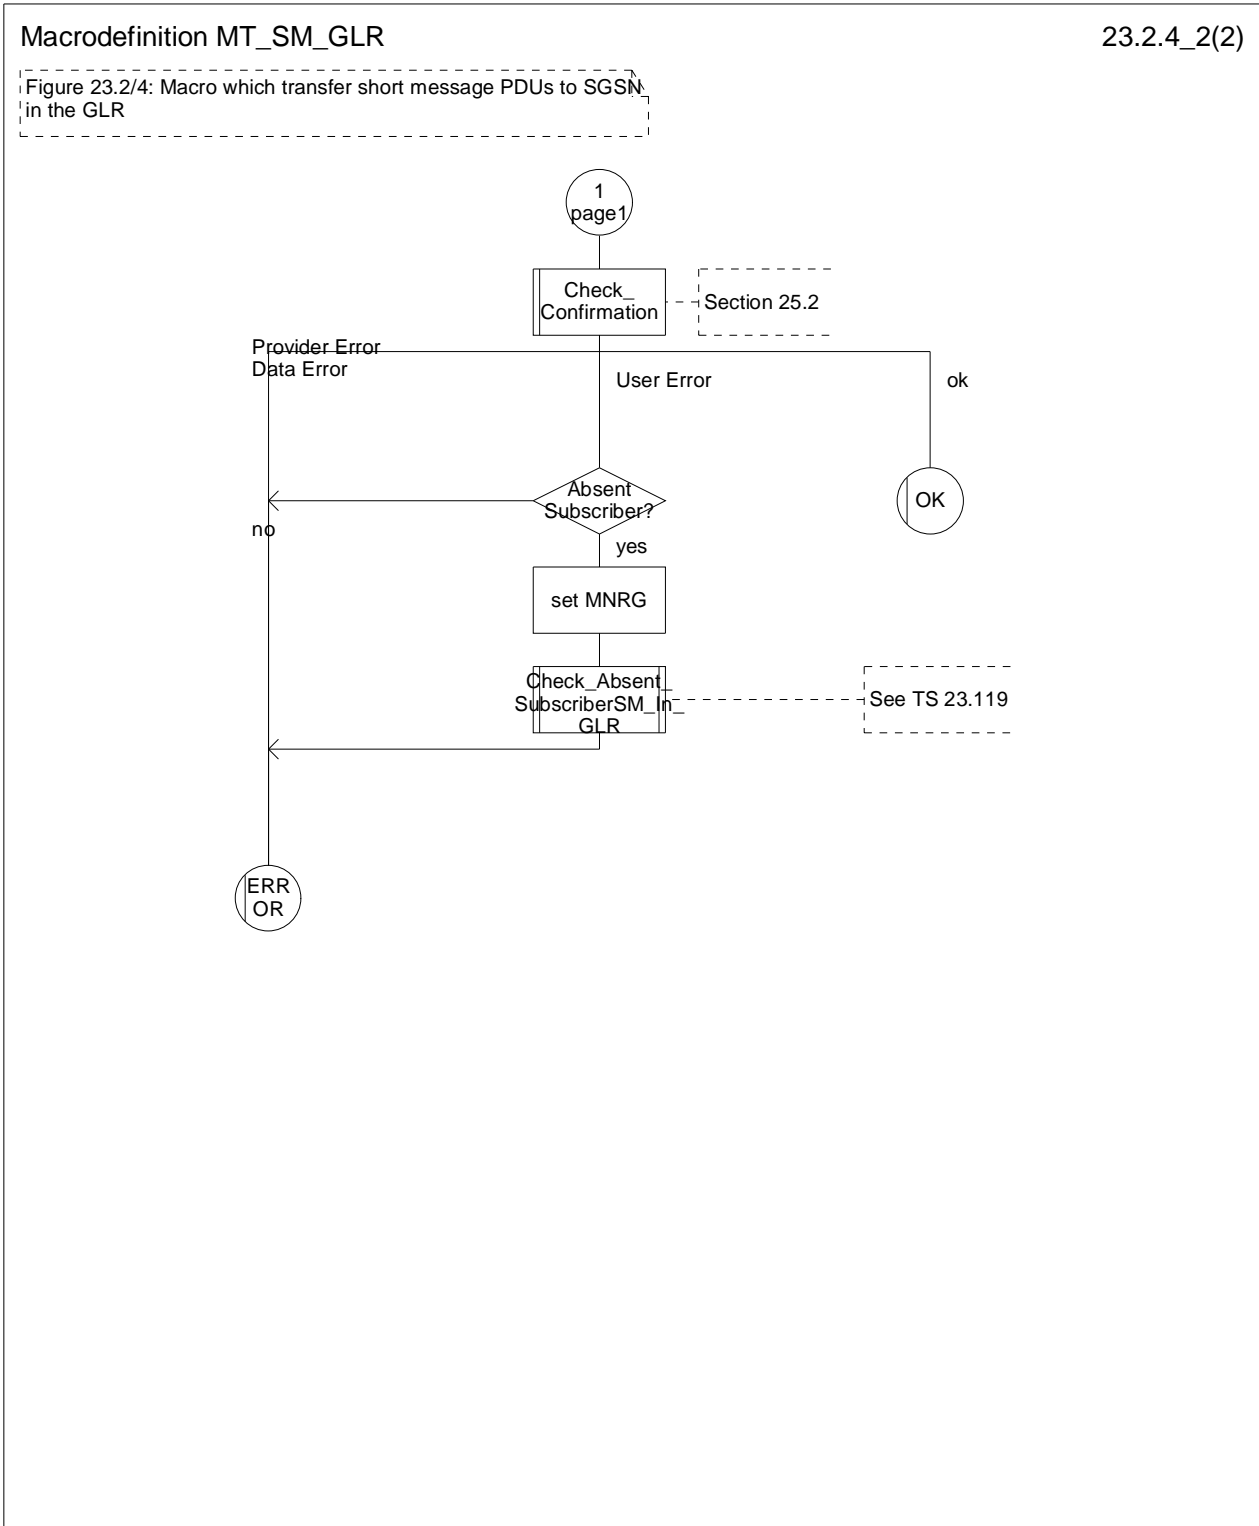 Macrodefinition MT_SM_GLR
23.2.4_2(2)
Figure 23.2/4: Macro which transfer short message PDUs to SGSN
in the GLR
1
page1
Check_
Confirmation
Section 25.2
Provider Error
Data Error
User Error
ok
Absent
Subscriber?
OK
no
yes
set MNRG
Check_Absent_
SubscriberSM_In_
GLR
See TS 23.119
ERR
OR